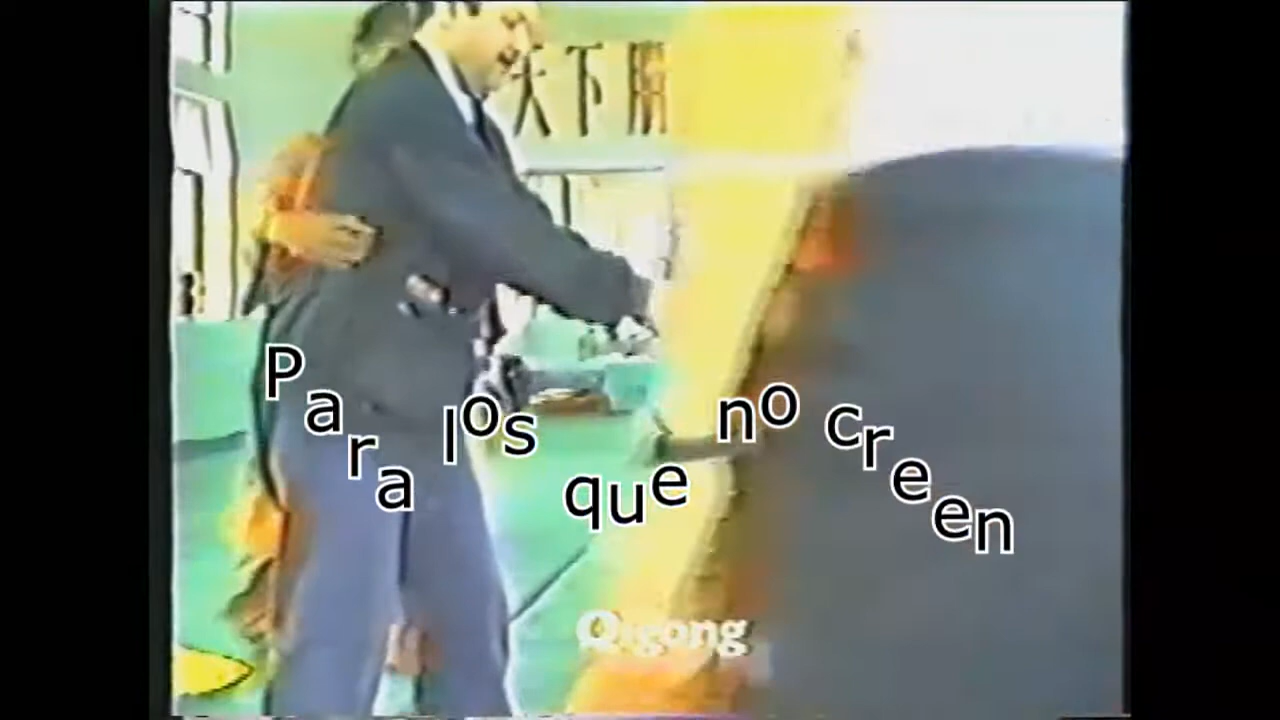 天下
Para los que no creen
Qigong